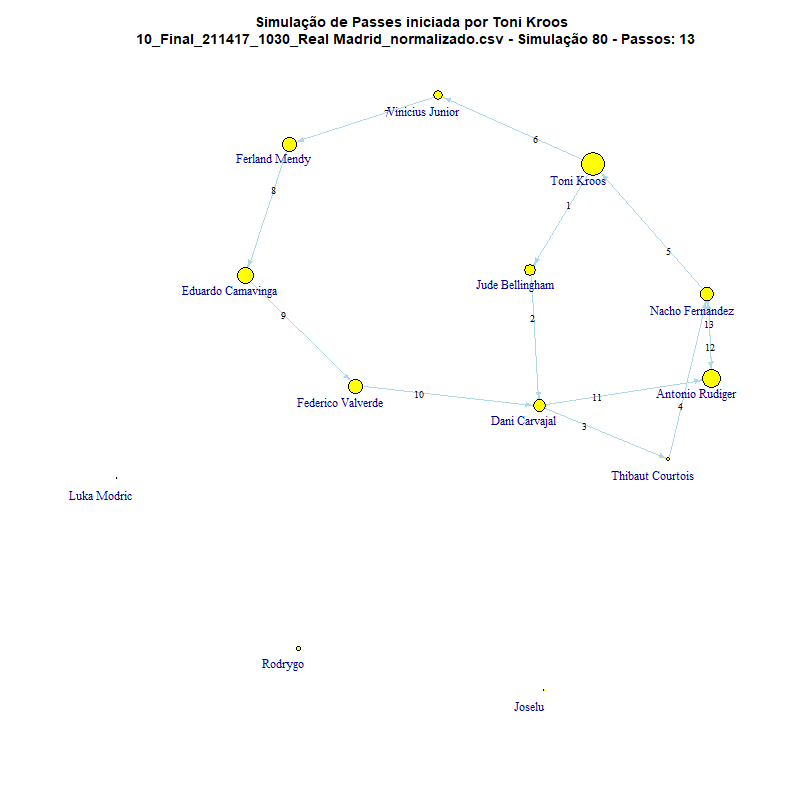 Simulação de Passes iniciada por Toni Kroos
10_Final_211417_1030_Real Madrid_normalizado.csv - Simulação 80 - Passos: 13
7
Vinicius Junior
6
Ferland Mendy
Toni Kroos
8
1
5
Jude Bellingham
Eduardo Camavinga
Nacho Fernandez
9
2
13
12
10
11
Antonio Rudiger
Federico Valverde
4
Dani Carvajal
3
Thibaut Courtois
Luka Modric
Rodrygo
Joselu